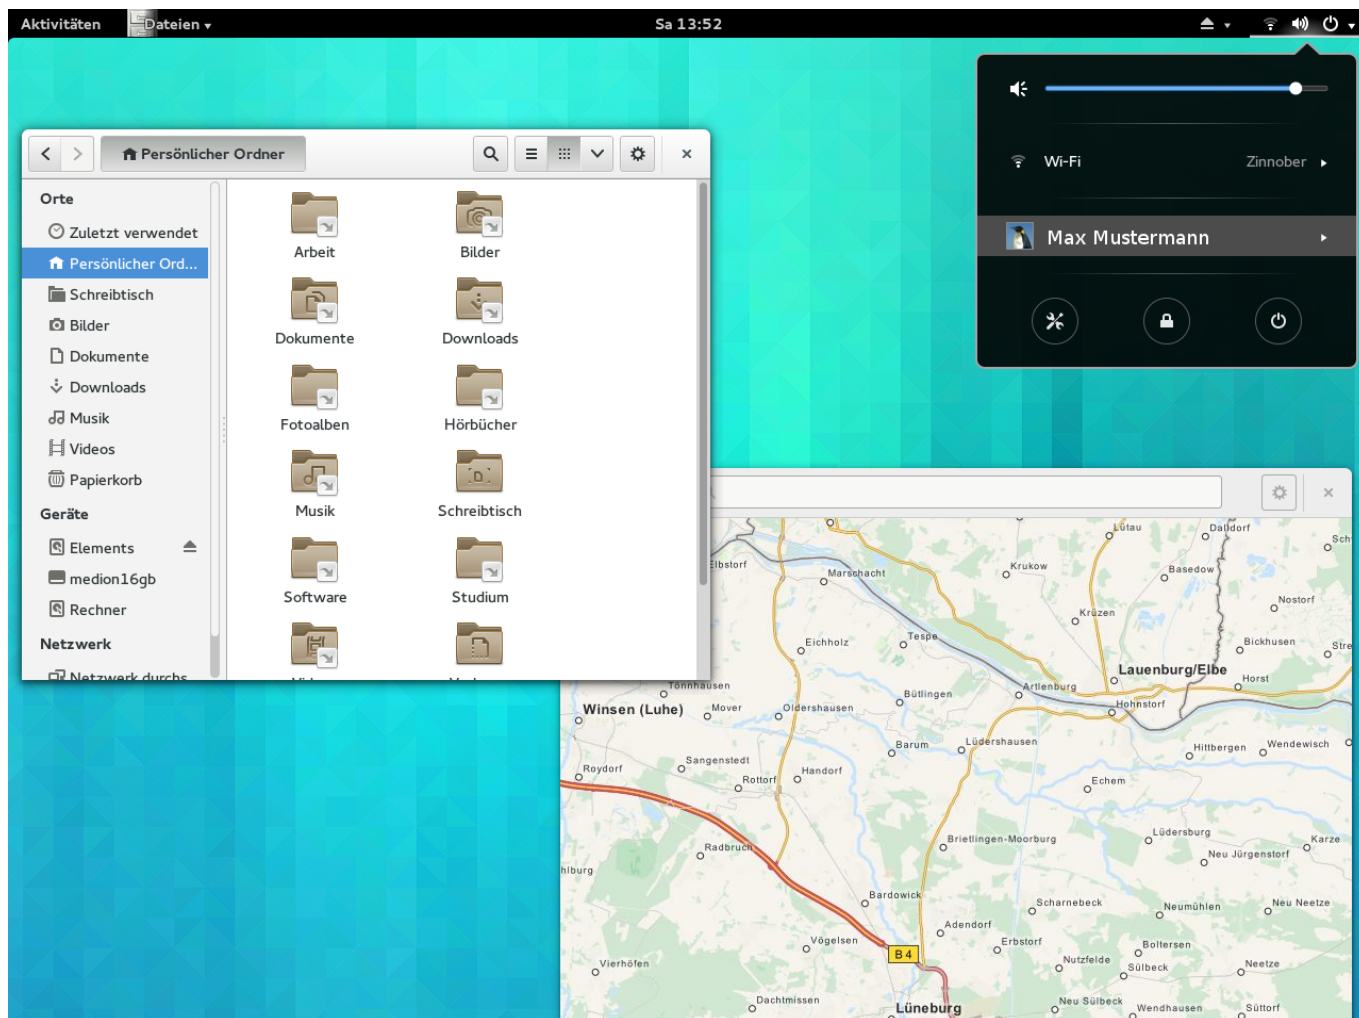 Aktivitäten
Dateien
Sa 13:52
Persönlicher Ordner
Orte
Zuletzt verwendet
Persönlicher Ord…
Schreibtisch
Bilder
Dokumente
Downloads
Musik
Videos
Papierkorb
Geräte
Elements
medion16gb
Rechner
Netzwerk
Netzwerk durchs
Arbeit
Bilder
Dokumente
Downloads
Fotoalben
Hörbücher
Musik
Schreibtisch
Software
Studium
Wi-Fi
Zinnober
Max Mustermann
Lütau
Daldorf
Elbstorf
Marschacht
Krukow
Basedow
Nostorf
Krüzen
Eichholz
Tespe
Bickhusen
Lauenburg/Elbe
Horst
Tönnhausen
Artlenburg
Bütlingen
Hohnstorf
Winsen (Luhe)
Mover
Oldershausen
Barum
Lüdershausen
Hittbergen
Wendewisch
Sangenstedt
Roydorf
Rottorf
Handorf
Echem
Brietlingen-Moorburg
Lüdersburg
Karze
Radbruch
Neu Jürgenstorf
hlburg
Bardowick
Scharnebeck
Neumühlen
Neu Neetze
Adendorf
Vögelsen
Erbstorf
Boltersen
B 4
Nutzfelde
Vierhöfen
Sülbeck
Neetze
Dachtmissen
Neu Sülbeck
Lüneburg
Wendhausen
Süttorf